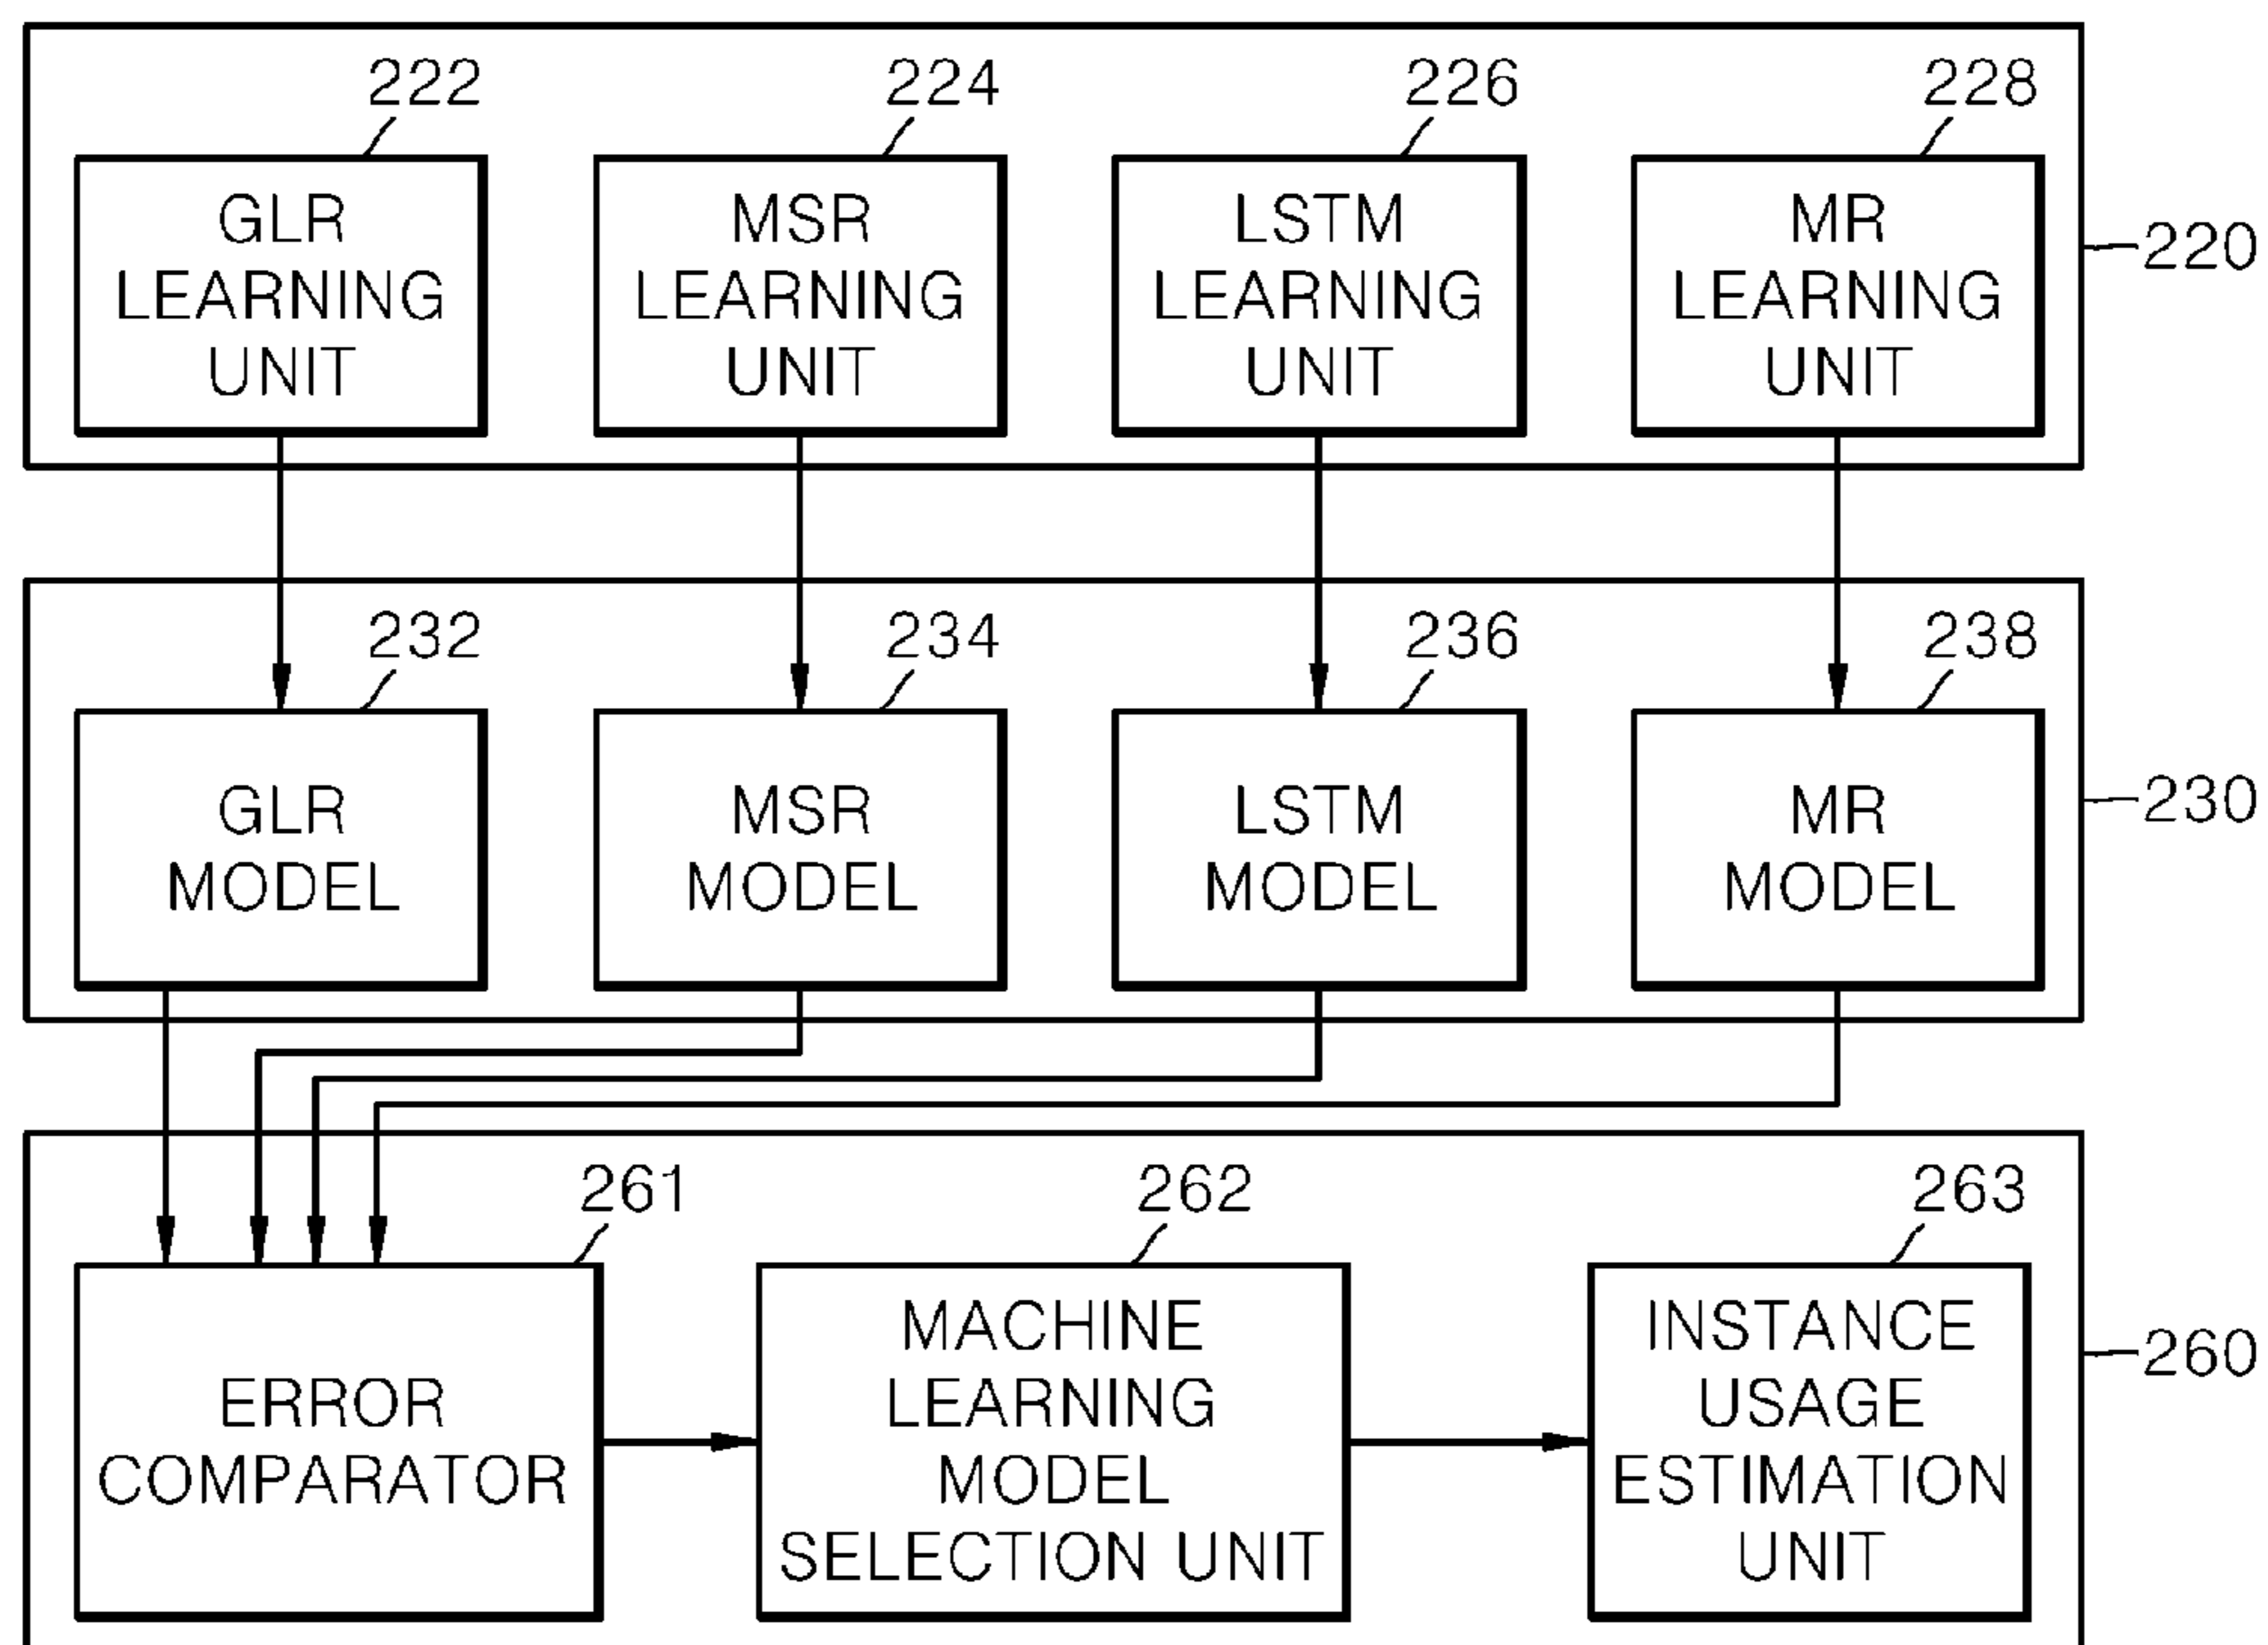 222
224
226
228
GLR
LEARNING
UNIT
MSR
LEARNING
UNIT
LSTM
LEARNING
UNIT
MR
LEARNING
UNIT
220
232
234
236
238
GLR
MODEL
MSR
MODEL
LSTM
MODEL
MR
MODEL
230
261
262
263
ERROR
COMPARATOR
MACHINE
LEARNING
MODEL
SELECTION UNIT
INSTANCE
USAGE
ESTIMATION
UNIT
260